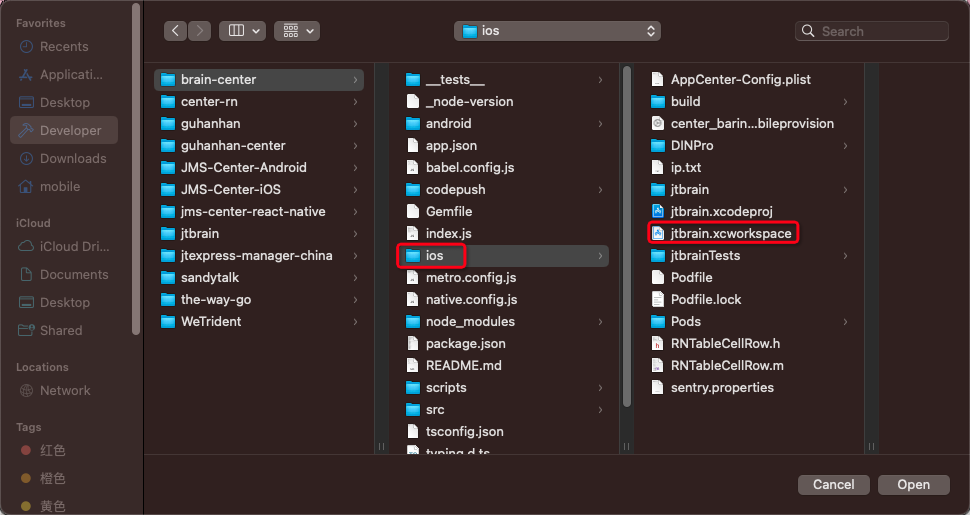 Favorites
Recents
Applicati...
Desktop
Developer
Downloads
mobile
iCloud
iCloud Dri...
Documents
Desktop
Shared
Locations
Network
Tags
红色
橙色
黄色
ios
Search
brain-center
center-rn
guhanhan
guhanhan-center
JMS-Center-Android
JMS-Center-iOS
jms-center-react-native
jtbrain
jtexpress-manager-china
sandytalk
the-way-go
WeTrident
__tests__
_node-version
android
app.json
babel.config.js
codepush
Gemfile
index.js
ios
metro.config.js
native.config.js
node_modules
package.json
README.md
scripts
src
tsconfig.json
typing.d.ts
AppCenter-Config.plist
build
center_barin...bileprovision
DINPro
ip.txt
jtbrain
jtbrain.xcodeproj
jtbrain.xcworkspace
jtbrainTests
Podfile
Podfile.lock
Pods
RNTableCellRow.h
RNTableCellRow.m
sentry.properties
Cancel
Open